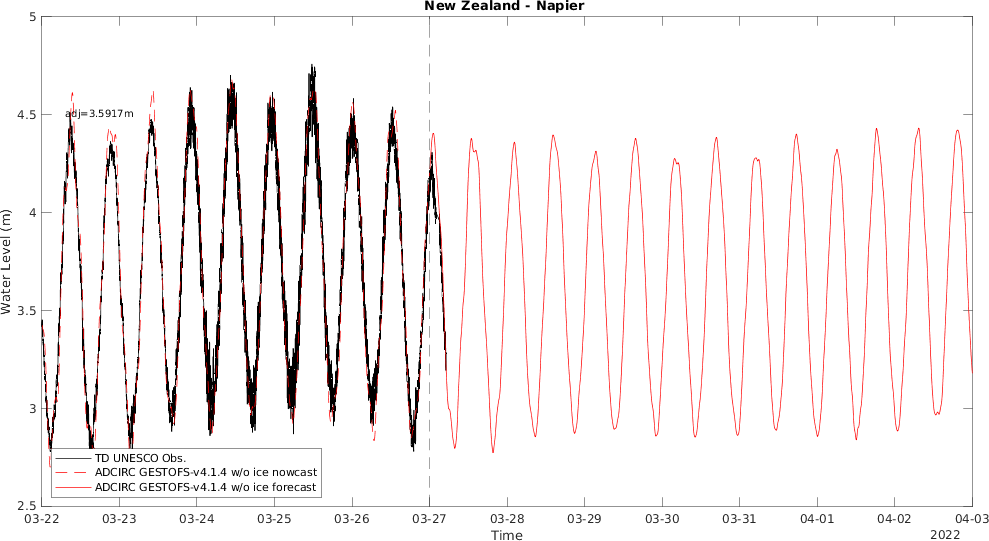 New Zealand - Napier
5
4.5
4
3.5
3
2.5
Water Level (m)
adj=3.5917m
TD UNESCO Obs.
ADCIRC GESTOFS-v4.1.4 w/o ice nowcast
ADCIRC GESTOFS-v4.1.4 w/o ice forecast
03-22 03-23 03-24 03-25 03-26 03-27 03-28 03-29 03-30 03-31 04-01 04-02 04-03
Time
2022